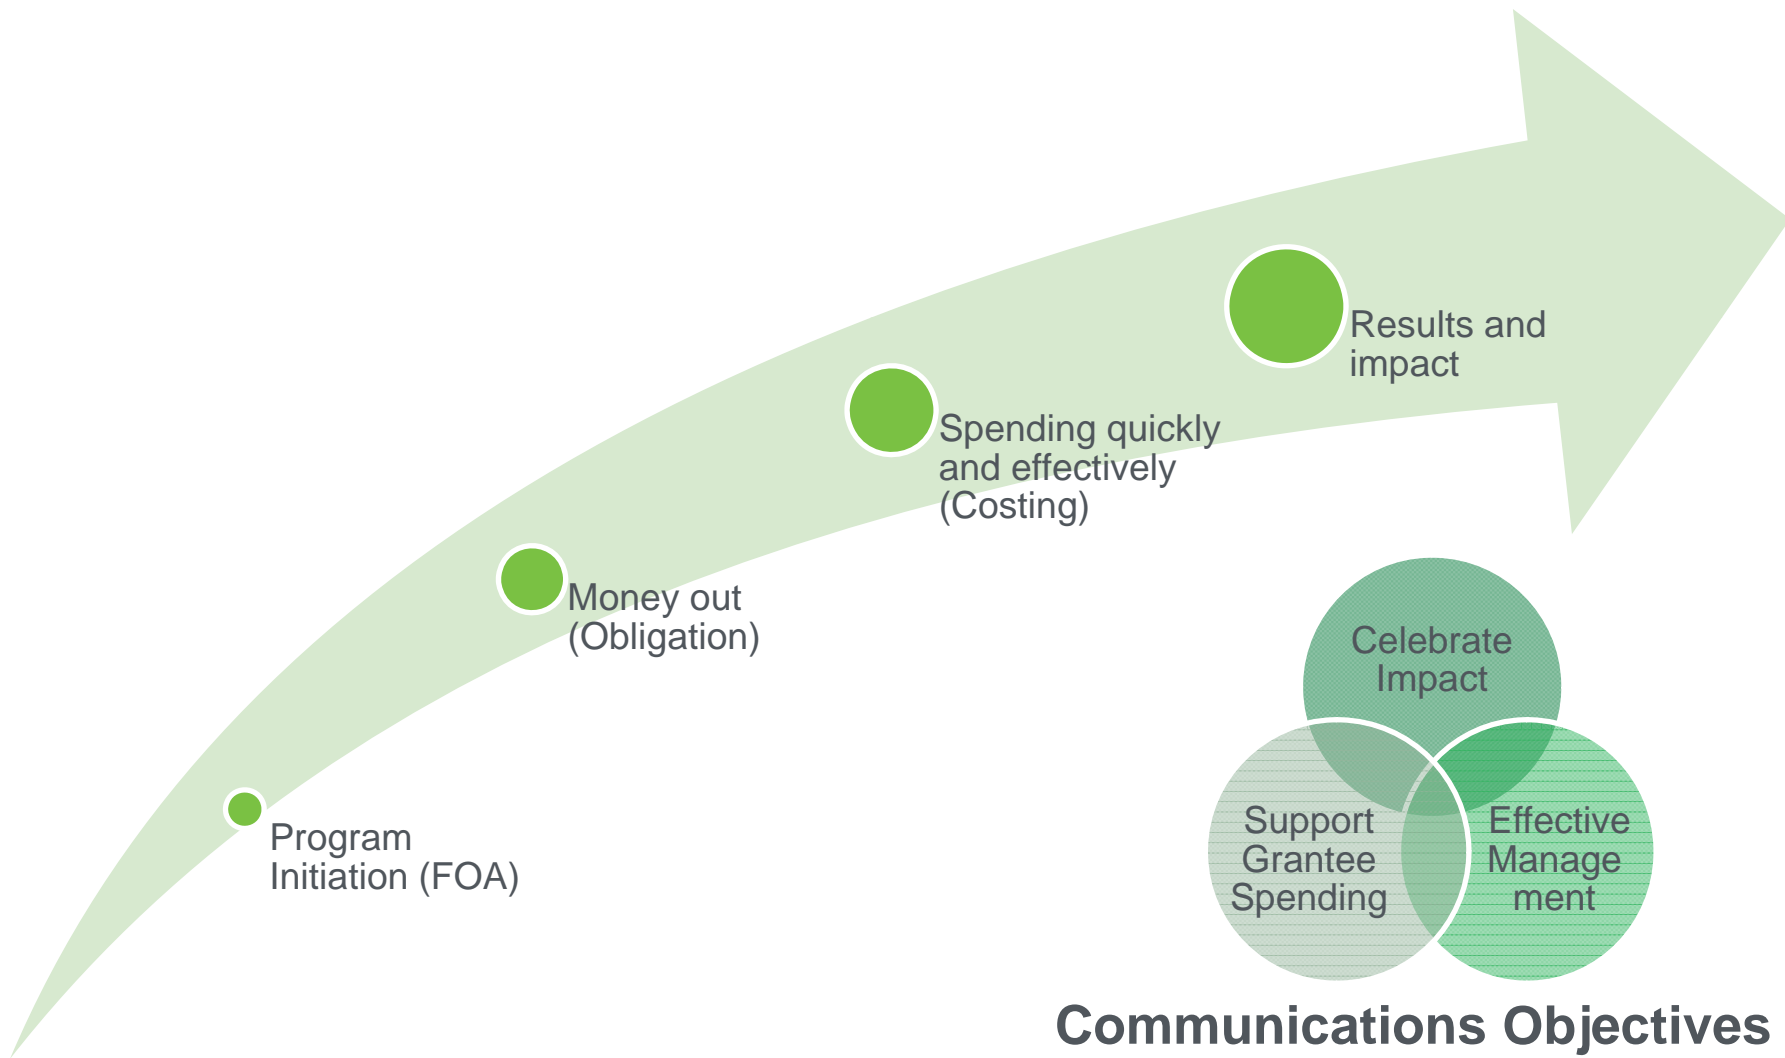 Program
Initiation (FOA)
Money out
(Obligation)
Spending quickly
and effectively
(Costing)
Results and
impact
Celebrate
Impact
Support
Grantee
Spending
Effective
Manage
ment
Communications Objectives